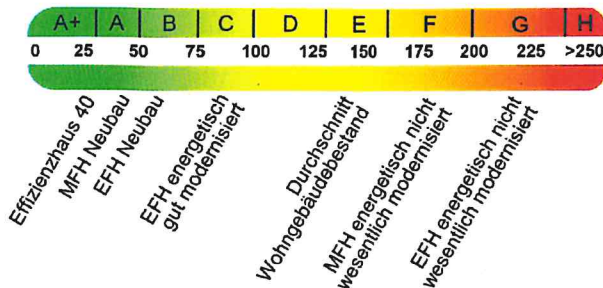 A+ A B C D E F G H
0 25 50 75 100 125 150 175 200 225 >250
Effizienzhaus 40
MFH Neubau
EFH Neubau
EFH energetisch
gut modernisiert
Durchschnitt
Wohngebäudebestand
MFH energetisch nicht
wesentlich modernisiert
EFH energetisch nicht
wesentlich modernisiert